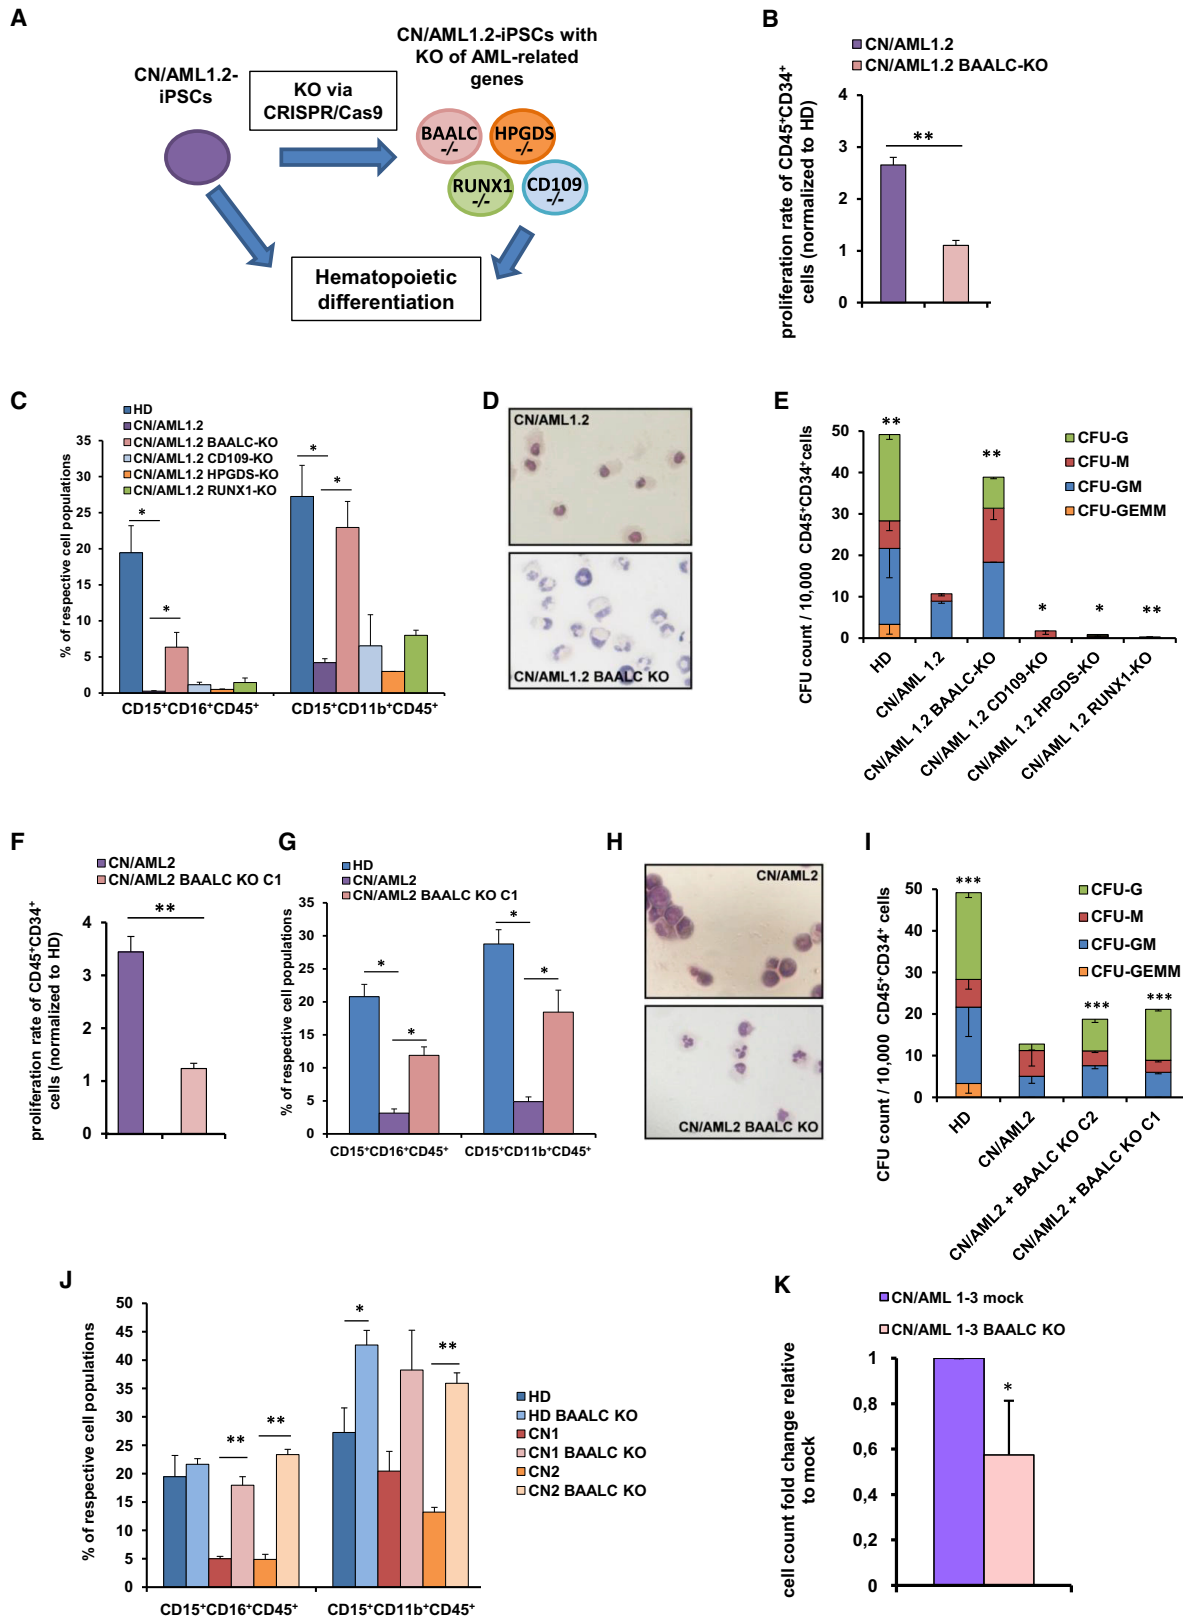 A
CN/AML1.2-
iPSCs
KO via
CRISPR/Cas9
CN/AML1.2-iPSCs with
KO of AML-related
genes
BAALC
-/-
HPGDS
-/-
RUNX1
-/-
CD109
-/-
Hematopoietic
differentiation
B
CN/AML1.2
CN/AML1.2 BAALC-KO
proliferation rate of CD45⁺CD34⁺
cells (normalized to HD)
4
3
2
1
0
**
C
HD
CN/AML1.2
CN/AML1.2 BAALC-KO
CN/AML1.2 CD109-KO
CN/AML1.2 HPGDS-KO
CN/AML1.2 RUNX1-KO
% of respective cell populations
35
30
25
20
15
10
5
0
*
*
*
*
CD15⁺CD16⁺CD45⁺
CD15⁺CD11b⁺CD45⁺
D
CN/AML1.2
CN/AML1.2 BAALC KO
E
CFU count / 10,000 CD45⁺CD34⁺cells
50
40
30
20
10
0
**
**
*
*
**
CFU-G
CFU-M
CFU-GM
CFU-GEMM
HD
CN/AML 1.2
CN/AML 1.2 BAALC-KO
CN/AML 1.2 CD109-KO
CN/AML 1.2 HPGDS-KO
CN/AML 1.2 RUNX1-KO
F
CN/AML2
CN/AML2 BAALC KO C1
proliferation rate of CD45⁺CD34⁺
cells (normalized to HD)
4
3
2
1
0
**
G
HD
CN/AML2
CN/AML2 BAALC KO C1
% of respective cell populations
35
30
25
20
15
10
5
0
*
*
*
*
CD15⁺CD16⁺CD45⁺
CD15⁺CD11b⁺CD45⁺
H
CN/AML2
CN/AML2 BAALC KO
I
CFU count / 10,000 CD45⁺CD34⁺ cells
50
40
30
20
10
0
***
***
***
CFU-G
CFU-M
CFU-GM
CFU-GEMM
HD
CN/AML2
CN/AML2 + BAALC KO C2
CN/AML2 + BAALC KO C1
J
% of respective cell populations
50
45
40
35
30
25
20
15
10
5
0
**
**
*
**
HD
HD BAALC KO
CN1
CN1 BAALC KO
CN2
CN2 BAALC KO
CD15⁺CD16⁺CD45⁺
CD15⁺CD11b⁺CD45⁺
K
CN/AML 1-3 mock
CN/AML 1-3 BAALC KO
cell count fold change relative
to mock
1
0,8
0,6
0,4
0,2
0
*